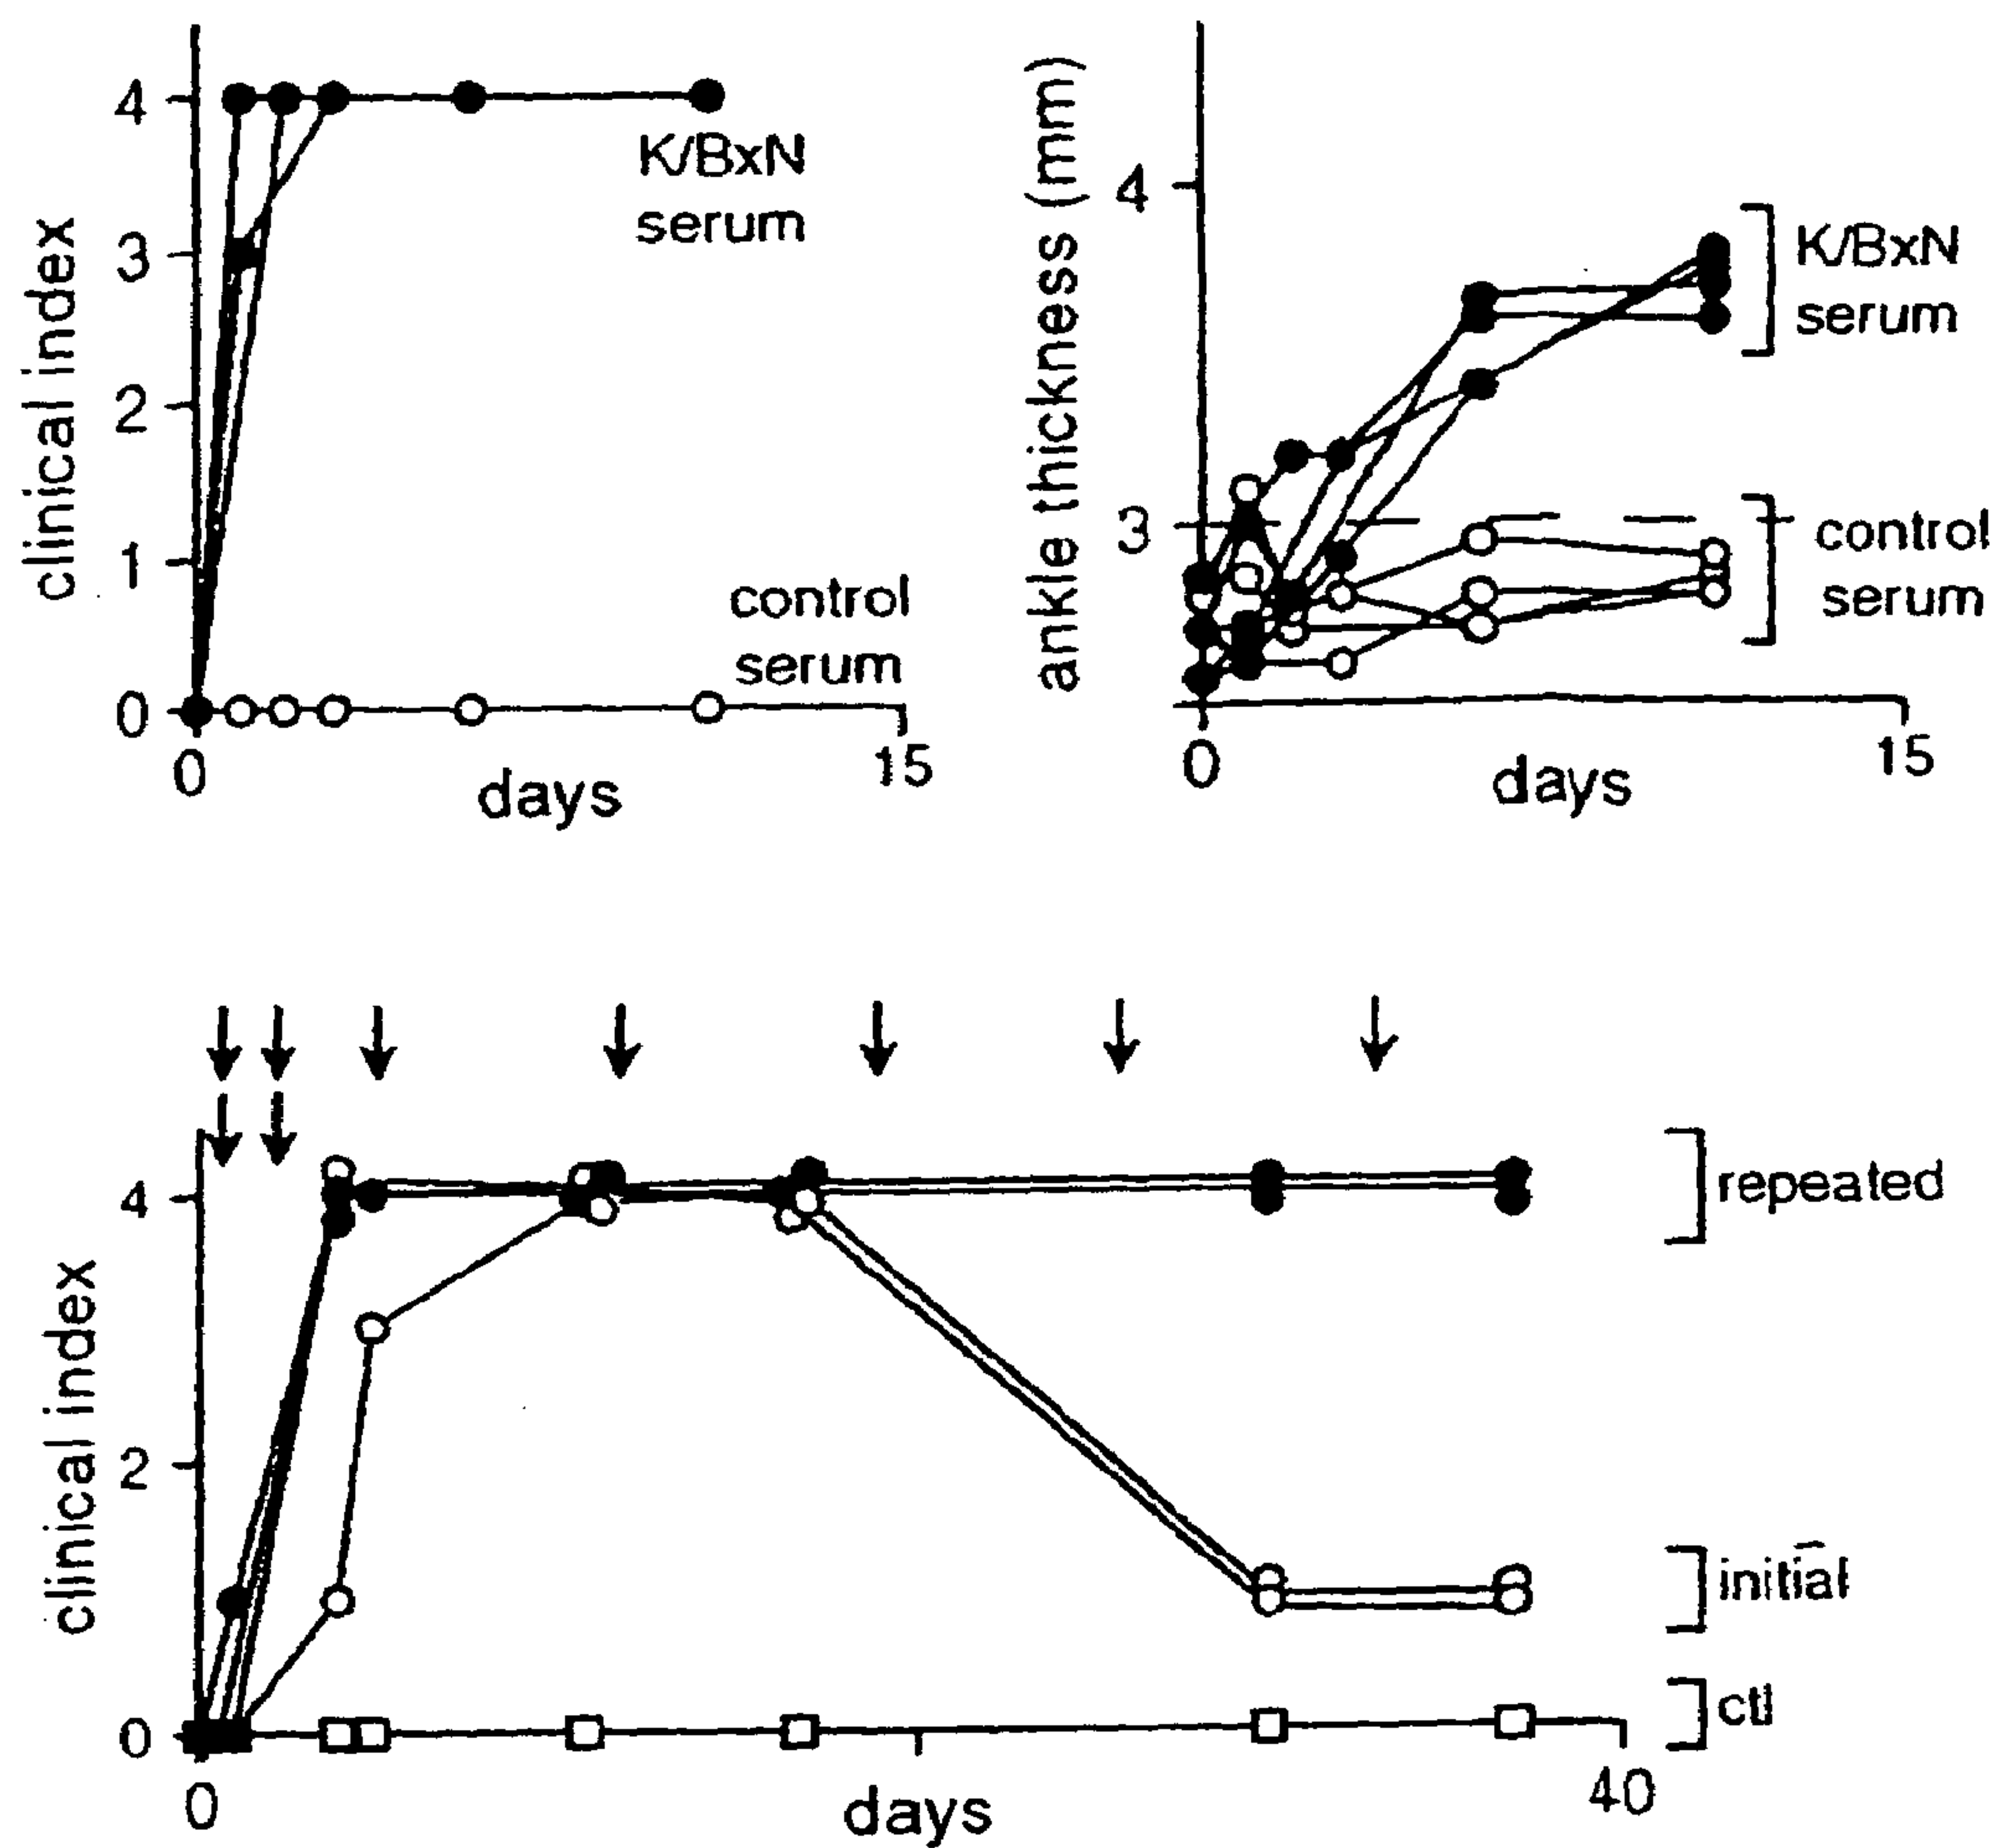 clinical index
4
3
2
1
0
K/BxN
serum
control
serum
0
15
days
ankle thickness (mm)
4
3
K/BxN
serum
control
serum
0
15
days
clinical index
4
2
0
repeated
initial
ctl
0
40
days